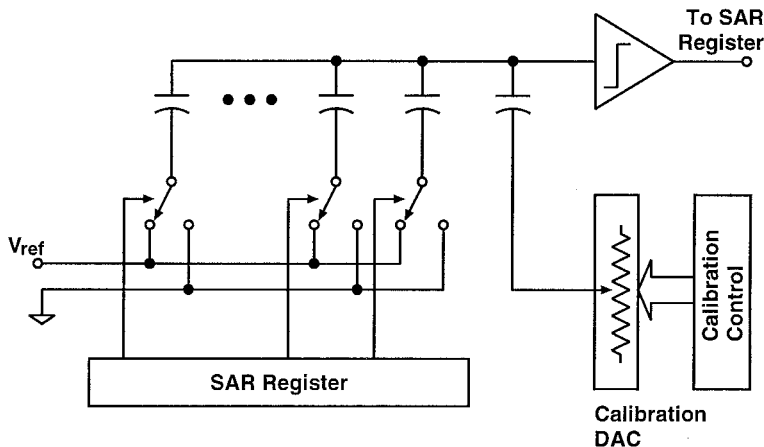 To SAR
Register
Vref
SAR Register
Calibration
Control
Calibration
DAC